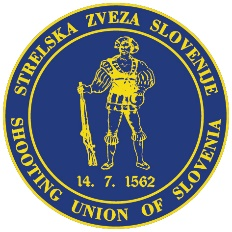 STRELSKA ZVEZA SLOVENIJE
14. 7. 1562
SHOOTING UNION OF SLOVENIA